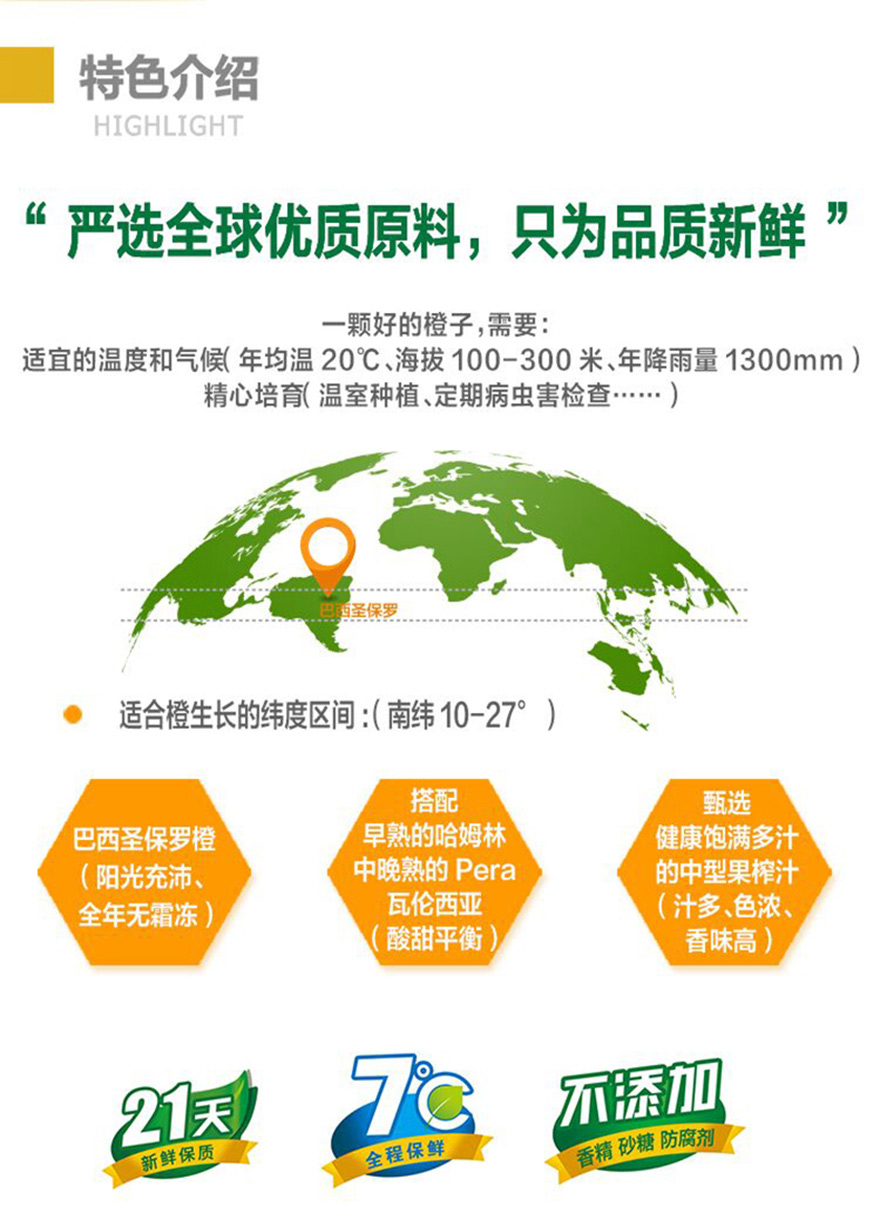 特色介绍
HIGHLIGHT
“ 严选全球优质原料，只为品质新鲜 ”
一颗好的橙子，需要：
适宜的温度和气候（年均温 20℃、海拔 100-300 米、年降雨量 1300mm）
精心培育（温室种植、定期病虫害检查……）
巴西圣保罗
适合橙生长的纬度区间：（南纬 10-27°）
巴西圣保罗橙
（阳光充沛、
全年无霜冻）
搭配
早熟的哈姆林
中晚熟的 Pera
瓦伦西亚
（酸甜平衡）
甄选
健康饱满多汁
的中型果榨汁
（汁多、色浓、
香味高）
21天
新鲜保质
7℃
全程保鲜
不添加
香精 砂糖 防腐剂